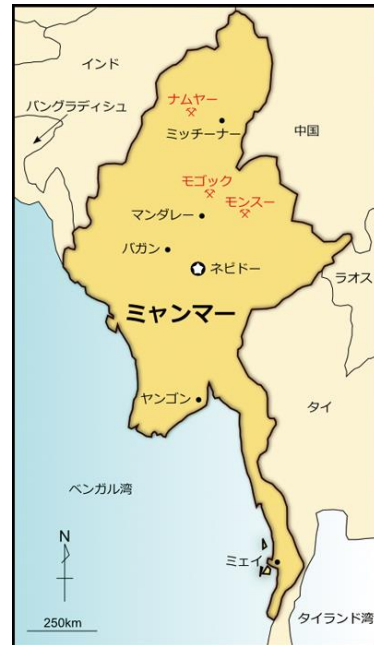 インド
バングラディシュ
ナムヤー
ミッチーナー
中国
モゴック
モンスー
マンダレー
バガン
ネピドー
ラオス
ミャンマー
ヤンゴン
タイ
ベンガル湾
N
ミェイ
タイランド湾
250km